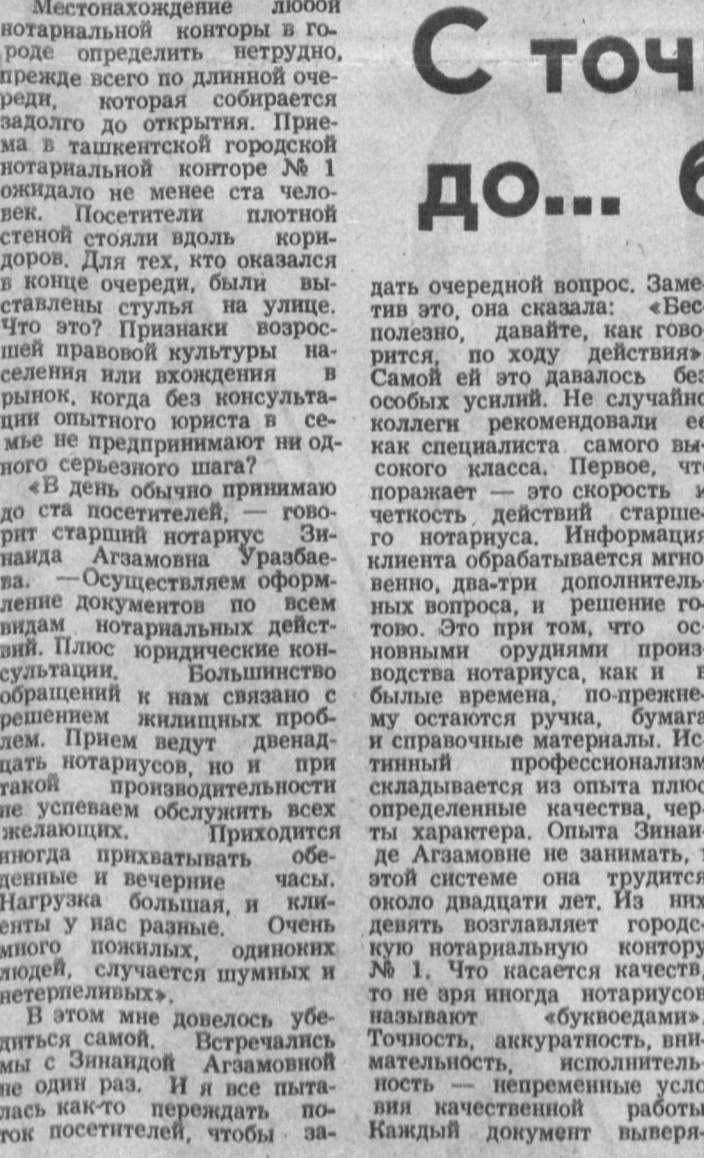 Местонахождение любой
нотариальной конторы в го-
роде определить нетрудно,
прежде всего по длинной оче-
реди, которая собирается
задолго до открытия. Прие-
ма в ташкентской городской
нотариальной конторе № 1
ожидало не менее ста чело-
век. Посетители плотной
стеной стояли вдоль кори-
доров. Для тех, кто оказался
в конце очереди, были вы-
ставлены стулья на улице.
Что это? Признаки возрос-
шей правовой культуры на-
селения или вхождения в
рынок, когда без консульта-
ции опытного юриста в се-
мье не предпринимают ни од-
ного серьезного шага?
«В день обычно принимаю
до ста посетителей, — гово-
рит старший нотариус Зи-
наида Агзамовна Уразбае-
ва. —Осуществляем оформ-
ление документов по всем
видам нотариальных дейст-
вий. Плюс юридические кон-
сультации. Большинство
обращений к нам связано с
решением жилищных проб-
лем. Прием ведут двенад-
цать нотариусов, но и при
такой производительности
не успеваем обслужить всех
желающих. Приходится
иногда прихватывать обе-
денные и вечерние часы.
Нагрузка большая, и кли-
енты у нас разные. Очень
много пожилых, одиноких
людей, случается шумных и
нетерпеливых».
В этом мне довелось убе-
диться самой. Встречались
мы с Зинаидой Агзамовной
не один раз. И я все пыта-
лась как-то переждать по-
ток посетителей, чтобы за-
С точ
до...
дать очередной вопрос. Заме-
тив это, она сказала: «Бес-
полезно, давайте, как гово-
рится, по ходу действия»
Самой ей это давалось без
особых усилий. Не случайно
коллеги рекомендовали ее
как специалиста самого вы-
сокого класса. Первое, что
поражает — это скорость и
четкость действий старше-
го нотариуса. Информация
клиента обрабатывается мгно-
венно, два-три дополнитель-
ных вопроса, и решение го-
тово. Это при том, что ос-
новными орудиями произ-
водства нотариуса, как и в
былые времена, по-прежне-
му остаются ручка, бумага
и справочные материалы. Ис-
тинный профессионализм
складывается из опыта плюс
определенные качества, чер-
ты характера. Опыта Зинаи-
де Агзамовне не занимать,
этой системе она трудится
около двадцати лет. Из них
девять возглавляет городс-
кую нотариальную контору
№ 1. Что касается качеств,
то не зря иногда нотариусов
называют «буквоедами».
Точность, аккуратность, вни-
мательность, исполнитель-
ность — непременные усло
вия качественной работы
Каждый документ выверя-